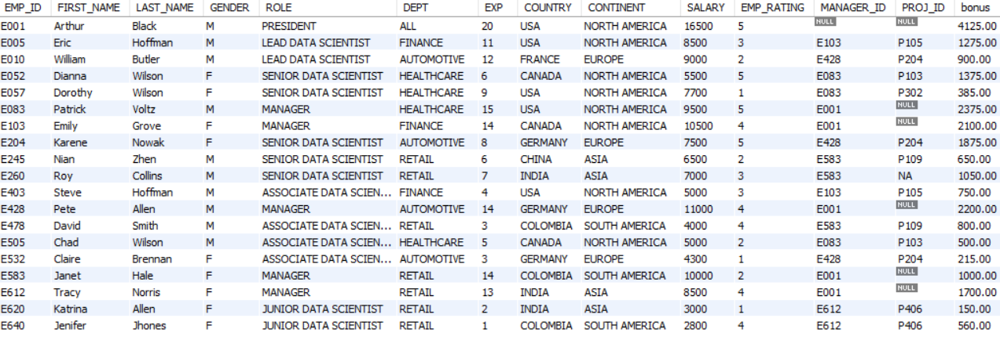 EMP_ID FIRST_NAME LAST_NAME GENDER ROLE DEPT EXP COUNTRY CONTINENT SALARY EMP_RATING MANAGER_ID PROJ_ID bonus
E001 Arthur Black M PRESIDENT ALL 20 USA NORTH AMERICA 16500 5 NULL NULL 4125.00
E005 Eric Hoffman M LEAD DATA SCIENTIST FINANCE 11 USA NORTH AMERICA 8500 3 E103 P105 1275.00
E010 William Butler M LEAD DATA SCIENTIST AUTOMOTIVE 12 FRANCE EUROPE 9000 2 E428 P204 900.00
E052 Dianna Wilson F SENIOR DATA SCIENTIST HEALTHCARE 6 CANADA NORTH AMERICA 5500 5 E083 P103 1375.00
E057 Dorothy Wilson F SENIOR DATA SCIENTIST HEALTHCARE 9 USA NORTH AMERICA 7700 1 E083 P302 385.00
E083 Patrick Voltz M MANAGER HEALTHCARE 15 USA NORTH AMERICA 9500 5 E001 NULL 2375.00
E103 Emily Grove F MANAGER FINANCE 14 CANADA NORTH AMERICA 10500 4 E001 NULL 2100.00
E204 Karene Nowak F SENIOR DATA SCIENTIST AUTOMOTIVE 8 GERMANY EUROPE 7500 5 E428 P204 1875.00
E245 Nian Zhen M SENIOR DATA SCIENTIST RETAIL 6 CHINA ASIA 6500 2 E583 P109 650.00
E260 Roy Collins M SENIOR DATA SCIENTIST RETAIL 7 INDIA ASIA 7000 3 E583 NA 1050.00
E403 Steve Hoffman M ASSOCIATE DATA SCIEN... FINANCE 4 USA NORTH AMERICA 5000 3 E103 P105 750.00
E428 Pete Allen M MANAGER AUTOMOTIVE 14 GERMANY EUROPE 11000 4 E001 NULL 2200.00
E478 David Smith M ASSOCIATE DATA SCIEN... RETAIL 3 COLOMBIA SOUTH AMERICA 4000 4 E583 P109 800.00
E505 Chad Wilson M ASSOCIATE DATA SCIEN... HEALTHCARE 5 CANADA NORTH AMERICA 5000 2 E083 P103 500.00
E532 Claire Brennan F ASSOCIATE DATA SCIEN... AUTOMOTIVE 3 GERMANY EUROPE 4300 1 E428 P204 215.00
E583 Janet Hale F MANAGER RETAIL 14 COLOMBIA SOUTH AMERICA 10000 2 E001 NULL 1000.00
E612 Tracy Norris F MANAGER RETAIL 13 INDIA ASIA 8500 4 E001 NULL 1700.00
E620 Katrina Allen F JUNIOR DATA SCIENTIST RETAIL 2 INDIA ASIA 3000 1 E612 P406 150.00
E640 Jenifer Jhones F JUNIOR DATA SCIENTIST RETAIL 1 COLOMBIA SOUTH AMERICA 2800 4 E612 P406 560.00